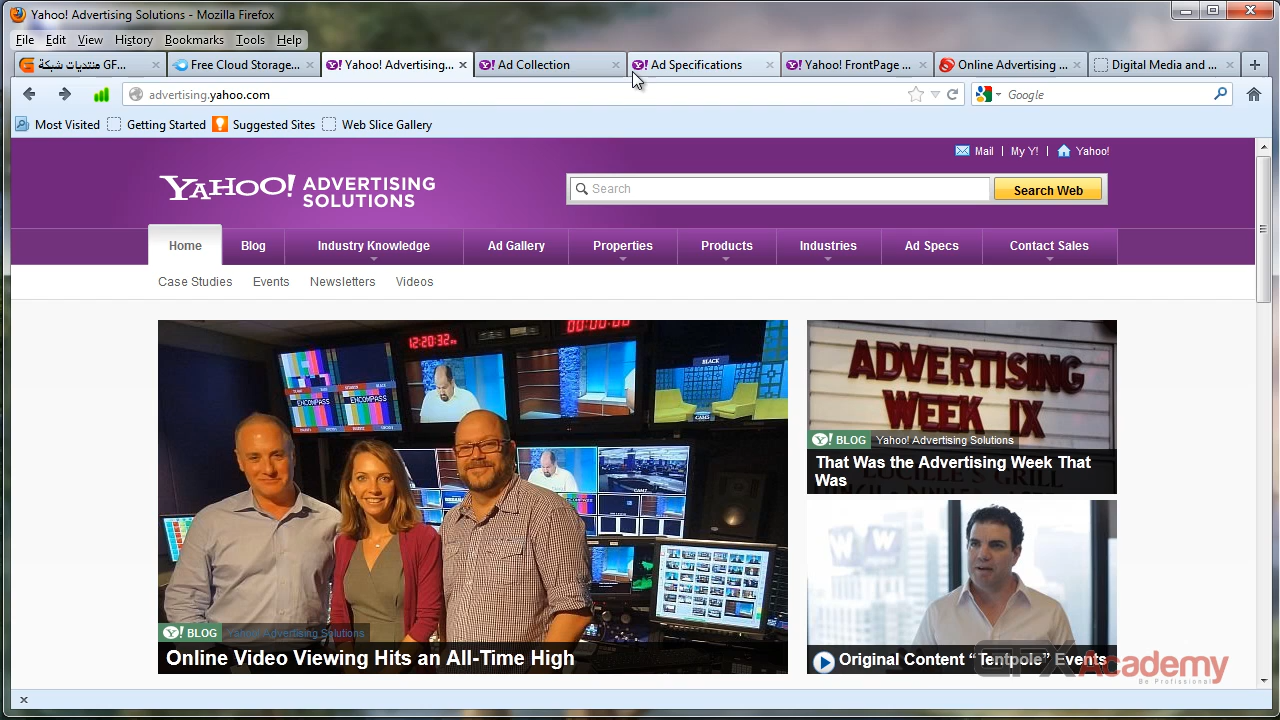 Yahoo! Advertising Solutions - Mozilla Firefox
File Edit View History Bookmarks Tools Help
منتديات شبكة GF...
Free Cloud Storage...
Yahoo! Advertising...
Ad Collection
Ad Specifications
Yahoo! FrontPage ...
Online Advertising ...
Digital Media and ...
advertising.yahoo.com
Google
Most Visited Getting Started Suggested Sites Web Slice Gallery
Mail | My Y! | Yahoo!
YAHOO! ADVERTISING
SOLUTIONS
Search
Search Web
Home Blog Industry Knowledge Ad Gallery Properties Products Industries Ad Specs Contact Sales
Case Studies Events Newsletters Videos
12:20:32
00:00:00
BLACK
ENCOMPASS
ENCOMPASS
CAM5
CAM7
Y! BLOG Yahoo! Advertising Solutions
Online Video Viewing Hits an All-Time High
ADVERTISING
WEEK IX
Y! BLOG Yahoo! Advertising Solutions
That Was the Advertising Week That
Was
W W
Original Content “Tentpole” Events
GFX Academy
Be Professional